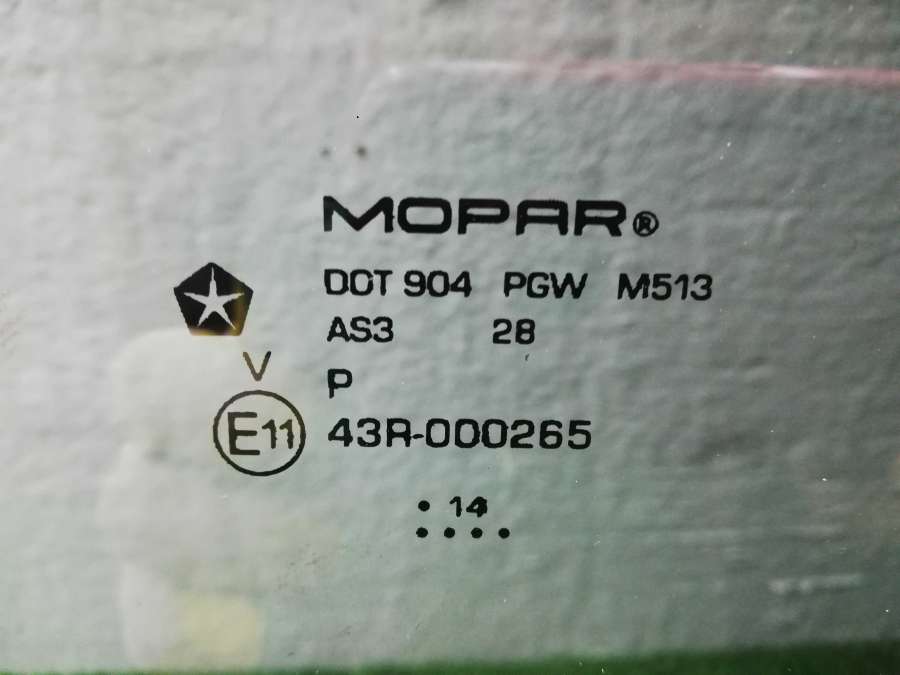 MOPAR®
DOT 904 PGW M513
AS3 28
V
P
E11 43R-000265
. 14
. . . .